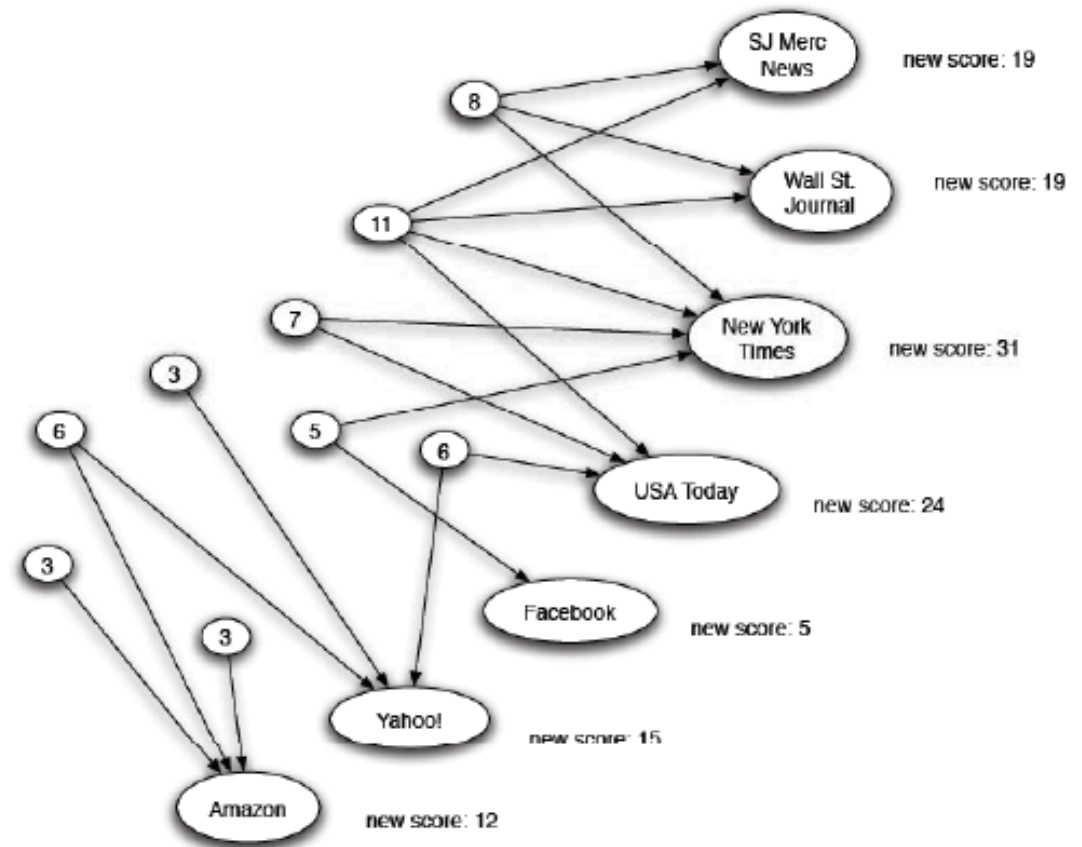 SJ Merc
News
new score: 19
8
Wall St.
Journal
new score: 19
11
7
New York
Times
new score: 31
3
6
5
6
USA Today
new score: 24
3
Facebook
new score: 5
3
Yahoo!
new score: 15
Amazon
new score: 12